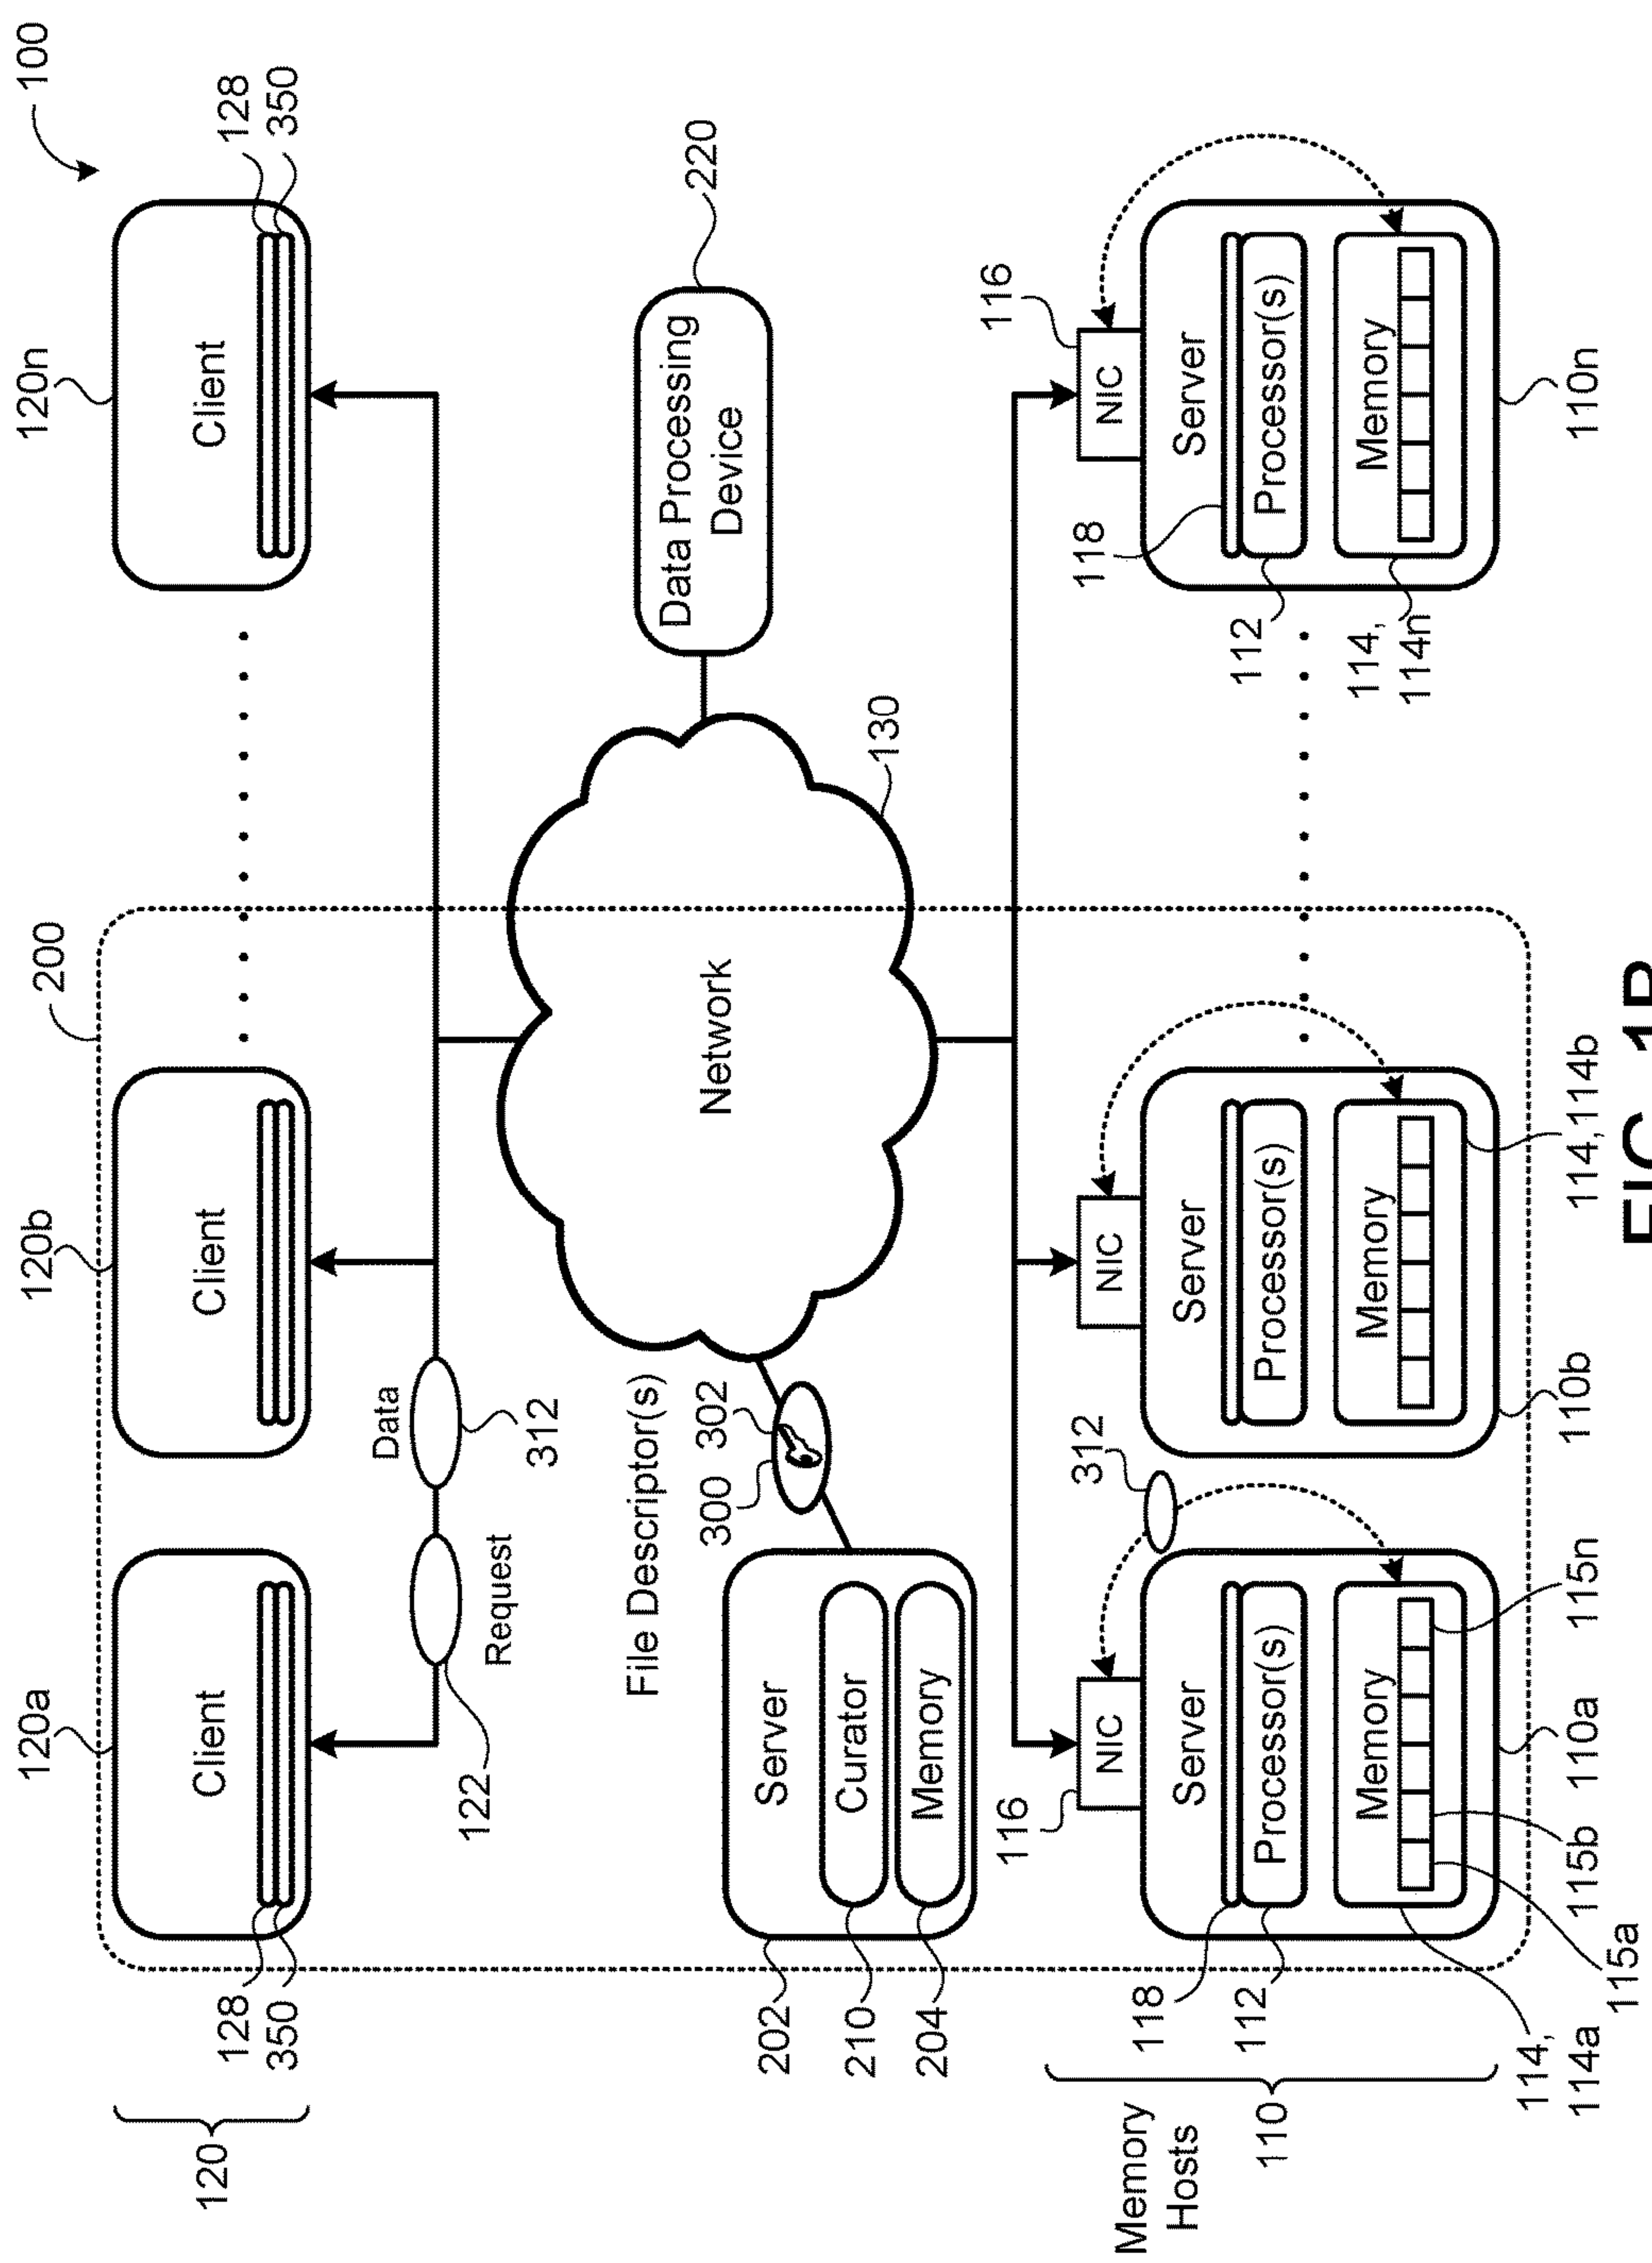 120a
120b
200
120n
100
120
Client
Client
Client
128
350
128
350
Data
Request
122
312
File Descriptor(s)
300
302
Network
130
Data Processing
Device
220
202
Server
210
Curator
204
Memory
116
NIC
312
NIC
116
NIC
Memory
Hosts
110
118
Server
112
Processor(s)
Memory
Server
Processor(s)
Memory
118
Server
112
Processor(s)
114,
114n
Memory
114,
114a
115a
115b
110a
115n
110b
114,114b
110n
FIG. 1B